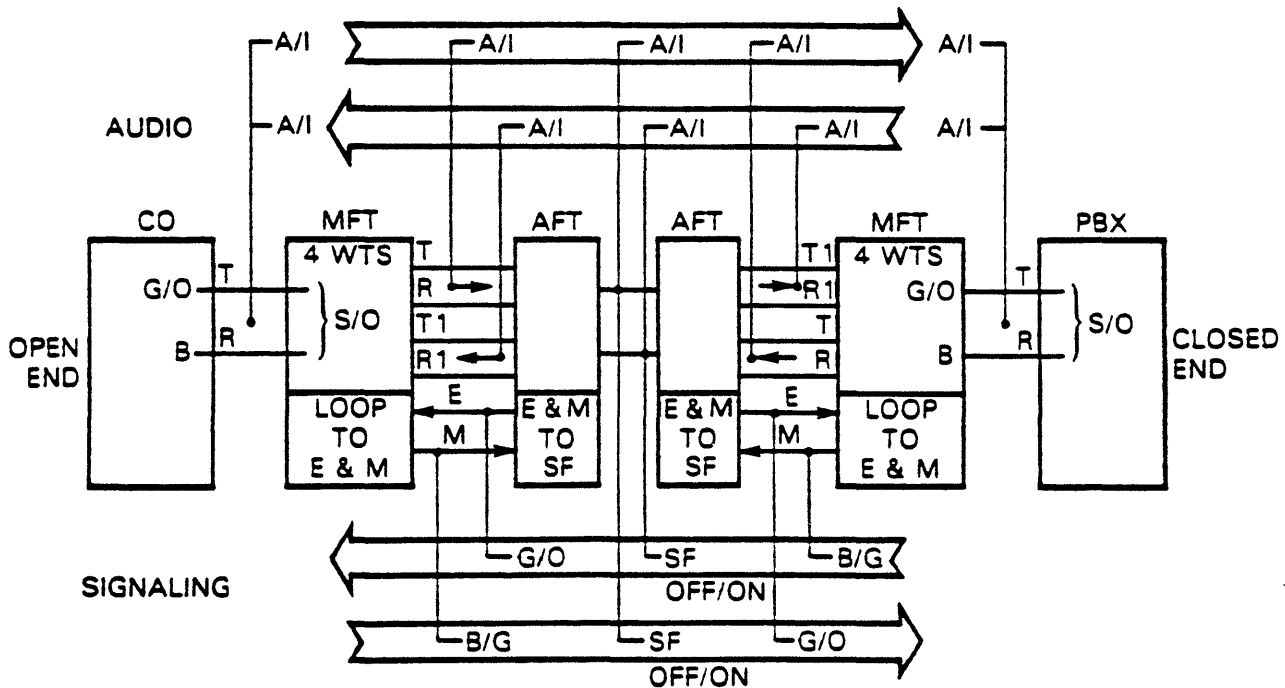 A/I A/I A/I A/I A/I
AUDIO A/I A/I A/I A/I A/I
CO MFT AFT AFT MFT PBX
4 WTS T T1 4 WTS
G/O T R R1 G/O T
S/O T1 T S/O
OPEN END B R R1 R B R CLOSED END
LOOP TO E & M E E & M TO SF E & M TO SF E LOOP TO E & M
M M
G/O SF B/G
SIGNALING OFF/ON
B/G SF G/O
OFF/ON